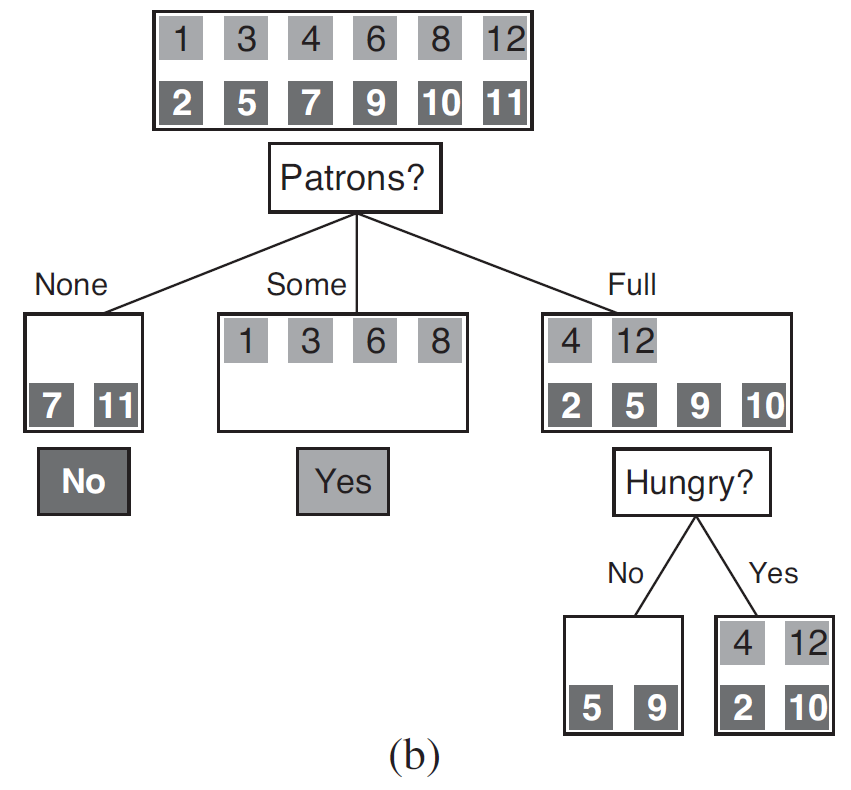 1 3 4 6 8 12
2 5 7 9 10 11
Patrons?
None Some Full
1 3 6 8 4 12
7 11 2 5 9 10
No Yes Hungry?
No Yes
4 12
5 9 2 10
(b)